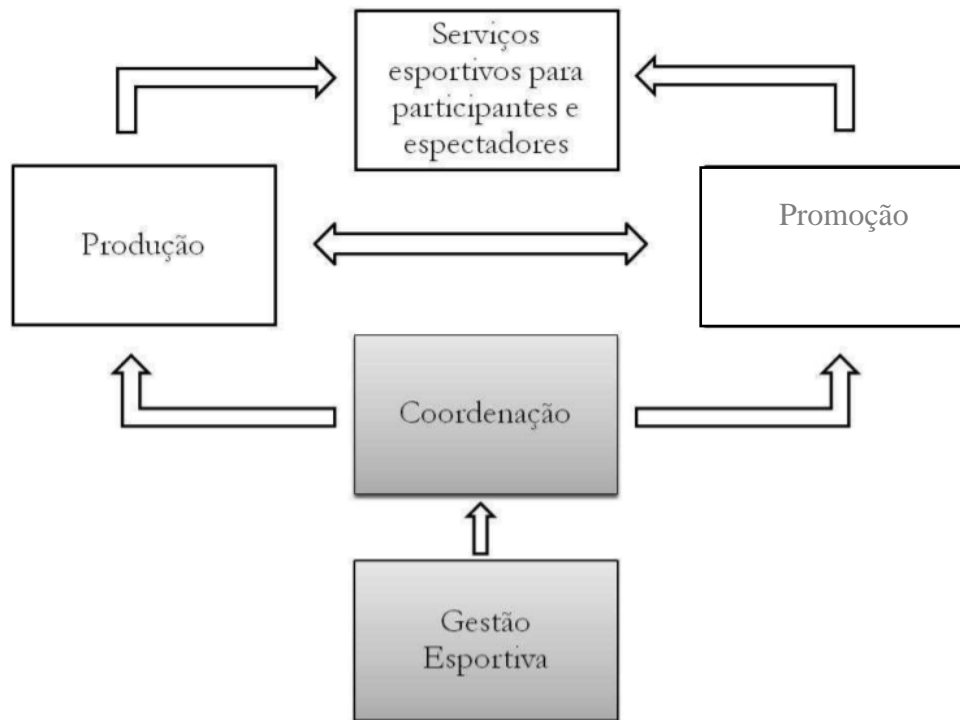 Serviços
esportivos para
participantes e
espectadores
Produção
Promoção
Coordenação
Gestão
Esportiva